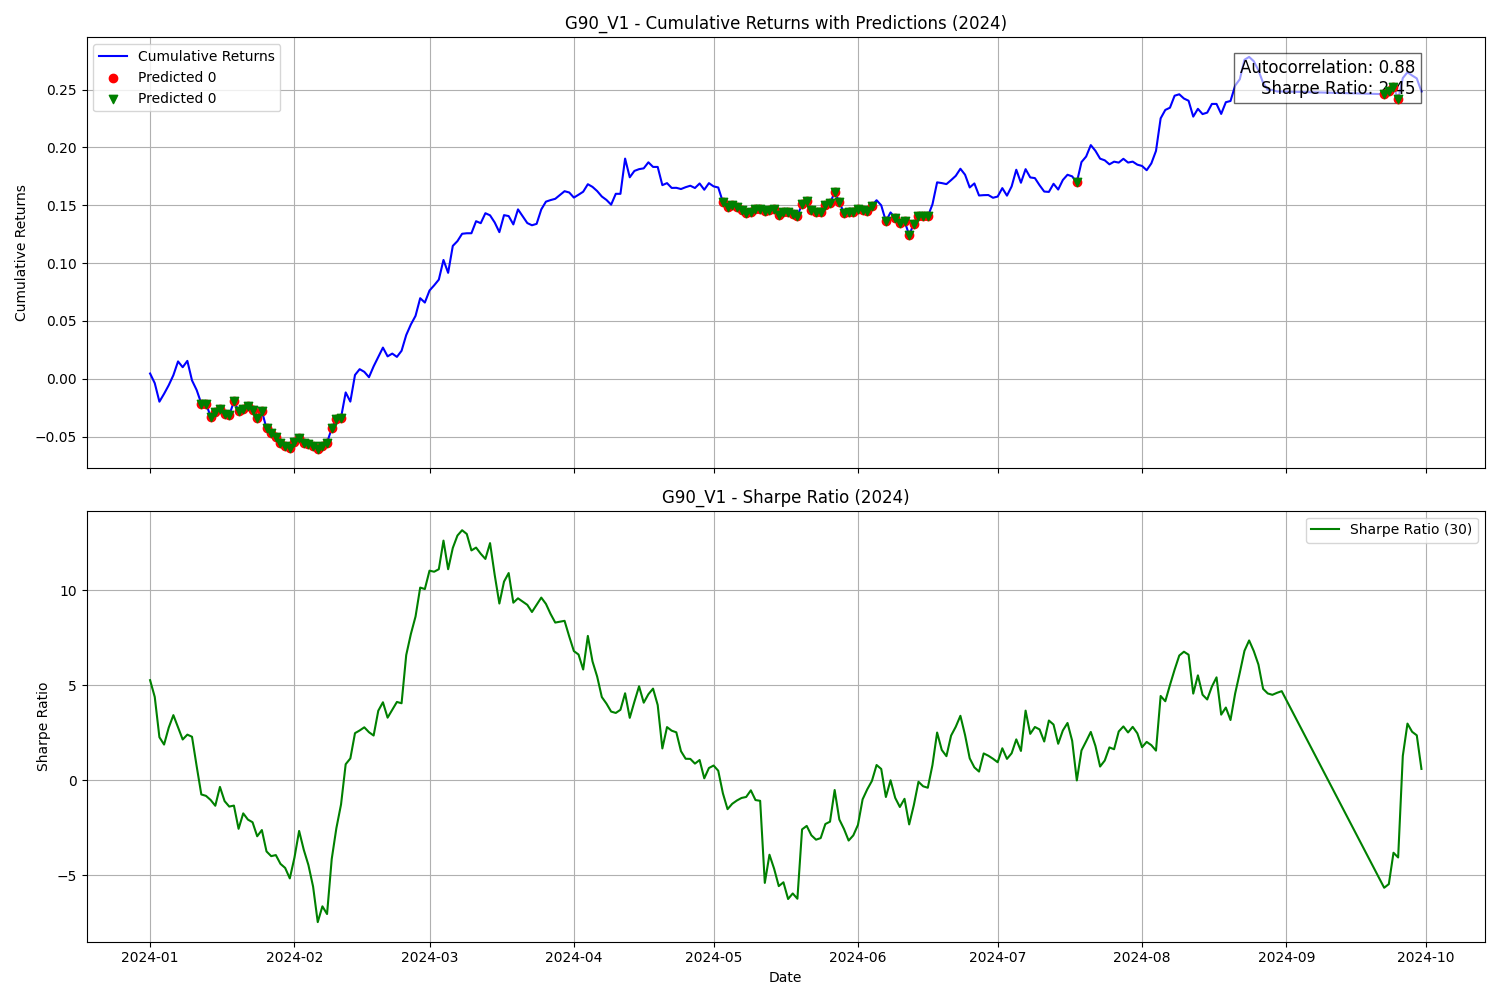 G90_V1 - Cumulative Returns with Predictions (2024)
Cumulative Returns
Predicted 0
Predicted 0
Autocorrelation: 0.88
Sharpe Ratio: 2.45
0.25
0.20
0.15
0.10
0.05
0.00
−0.05
Cumulative Returns
G90_V1 - Sharpe Ratio (2024)
Sharpe Ratio (30)
10
5
0
−5
Sharpe Ratio
2024-01 2024-02 2024-03 2024-04 2024-05 2024-06 2024-07 2024-08 2024-09 2024-10
Date